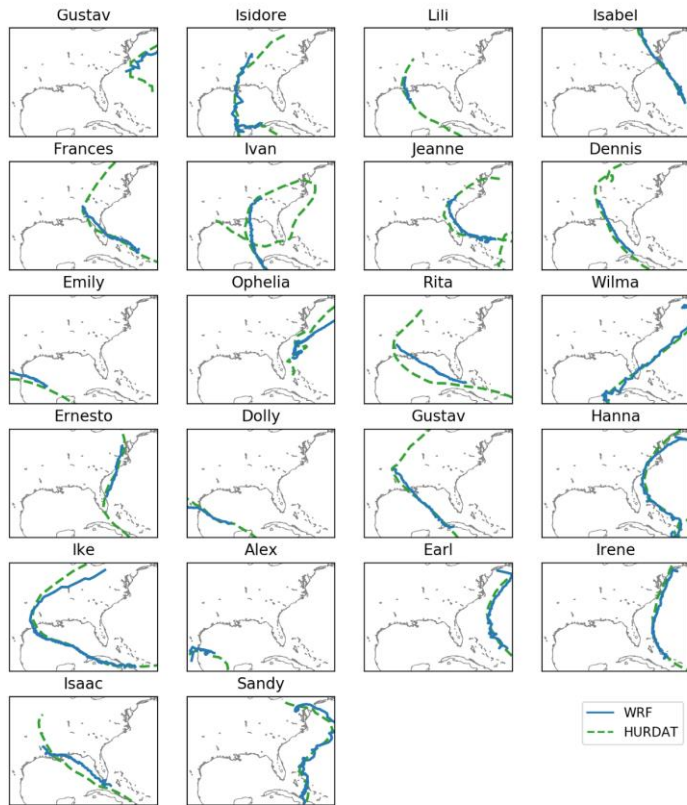 Gustav Isidore Lili Isabel
Frances Ivan Jeanne Dennis
Emily Ophelia Rita Wilma
Ernesto Dolly Gustav Hanna
Ike Alex Earl Irene
Isaac Sandy
WRF
HURDAT